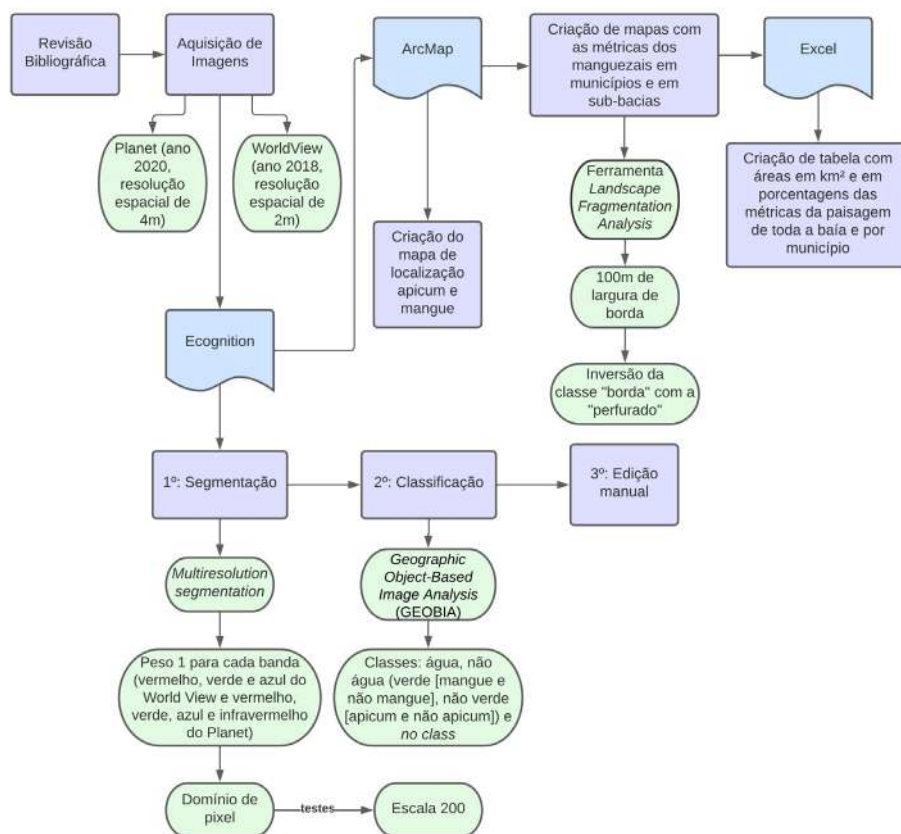 Revisão
Bibliográfica
Aquisição de
Imagens
ArcMap
Criação de mapas com
as métricas dos
manguezais em
municípios e em
sub-bacias
Excel
Planet (ano
2020,
resolução
espacial de
4m)
WorldView
(ano 2018,
resolução
espacial de
2m)
Ferramenta
Landscape
Fragmentation
Analysis
Criação de tabela com
áreas em km² e em
porcentagens das
métricas da paisagem
de toda a baía e por
município
Criação do
mapa de
localização
apicum e
mangue
100m de
largura de
borda
Ecognition
Inversão da
classe "borda" com a
"perfurado"
1º: Segmentação
2º: Classificação
3º: Edição
manual
Multiresolution
segmentation
Geographic
Object-Based
Image Analysis
(GEOBIA)
Peso 1 para cada banda
(vermelho, verde e azul do
World View e vermelho,
verde, azul e infravermelho
do Planet)
Classes: água, não
água (verde [mangue e
não mangue], não verde
[apicum e não apicum]) e
no class
Domínio de
pixel
testes
Escala 200